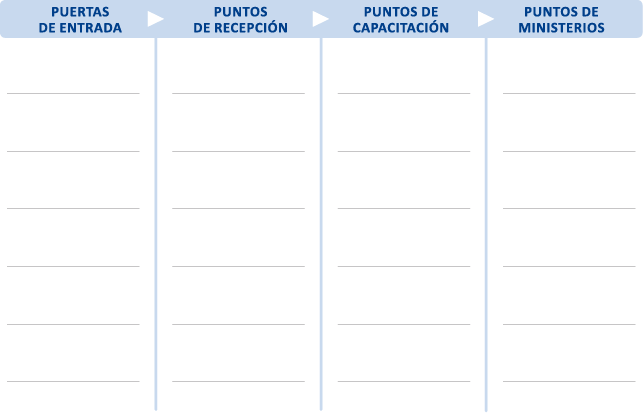 PUERTAS
DE ENTRADA
PUNTOS
DE RECEPCIÓN
PUNTOS DE
CAPACITACIÓN
PUNTOS DE
MINISTERIOS